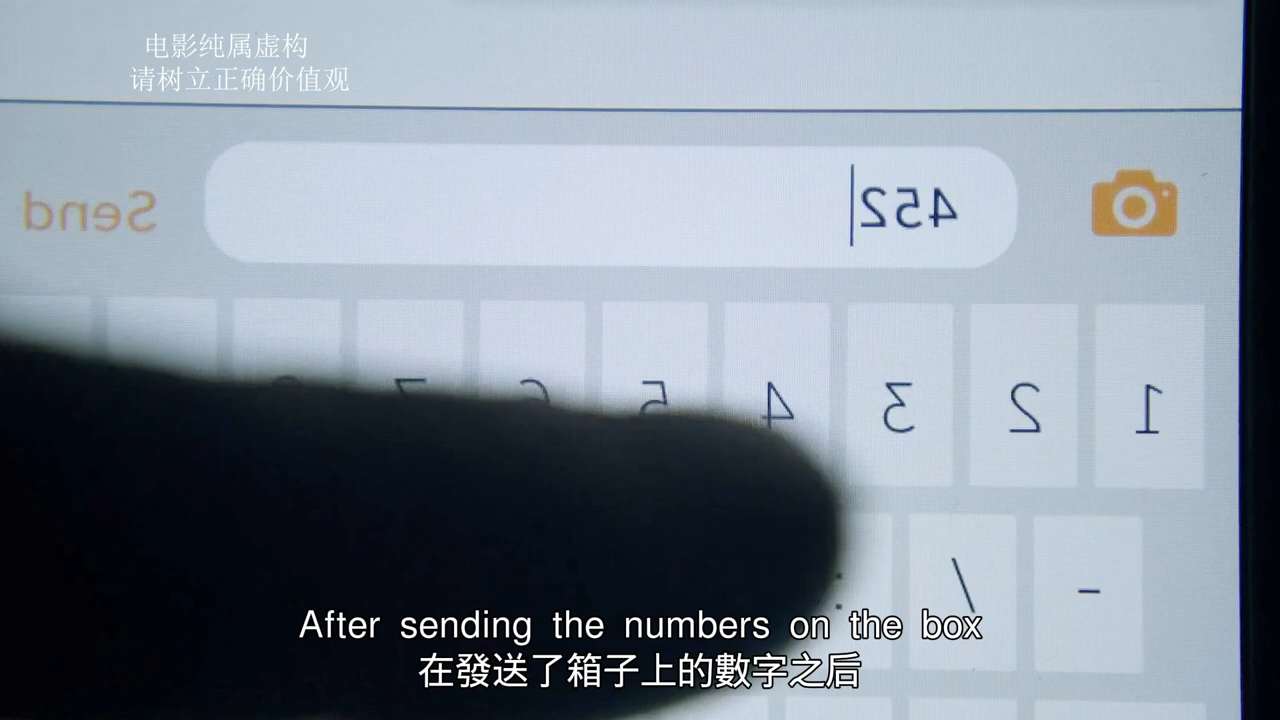 电影纯属虚构
请树立正确价值观
Send 452
7 6 5 4 3 2 1
: / -
After sending the numbers on the box
在發送了箱子上的數字之后